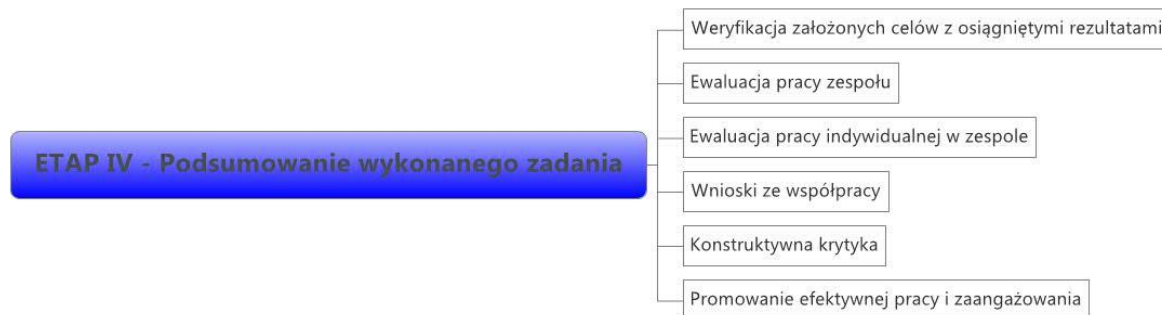 Weryfikacja założonych celów z osiągniętymi rezultatami
Ewaluacja pracy zespołu
Ewaluacja pracy indywidualnej w zespole
ETAP IV - Podsumowanie wykonanego zadania
Wnioski ze współpracy
Konstruktywna krytyka
Promowanie efektywnej pracy i zaangażowania